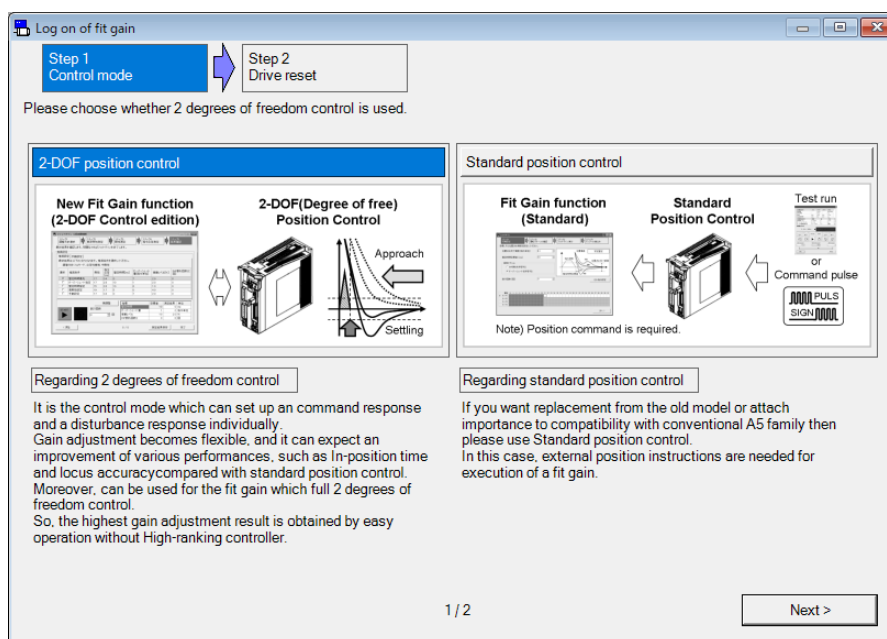 Log on of fit gain
Step 1
Control mode
Step 2
Drive reset
Please choose whether 2 degrees of freedom control is used.
2-DOF position control
New Fit Gain function
(2-DOF Control edition)
2-DOF(Degree of free)
Position Control
Approach
Settling
Standard position control
Fit Gain function
(Standard)
Standard
Position Control
Test run
or
Command pulse
PULS
SIGN
Note) Position command is required.
Regarding 2 degrees of freedom control
It is the control mode which can set up an command response
and a disturbance response individually.
Gain adjustment becomes flexible, and it can expect an
improvement of various performances, such as In-position time
and locus accuracycompared with standard position control.
Moreover, can be used for the fit gain which full 2 degrees of
freedom control.
So, the highest gain adjustment result is obtained by easy
operation without High-ranking controller.
Regarding standard position control
If you want replacement from the old model or attach
importance to compatibility with conventional A5 family then
please use Standard position control.
In this case, external position instructions are needed for
execution of a fit gain.
1 / 2
Next >